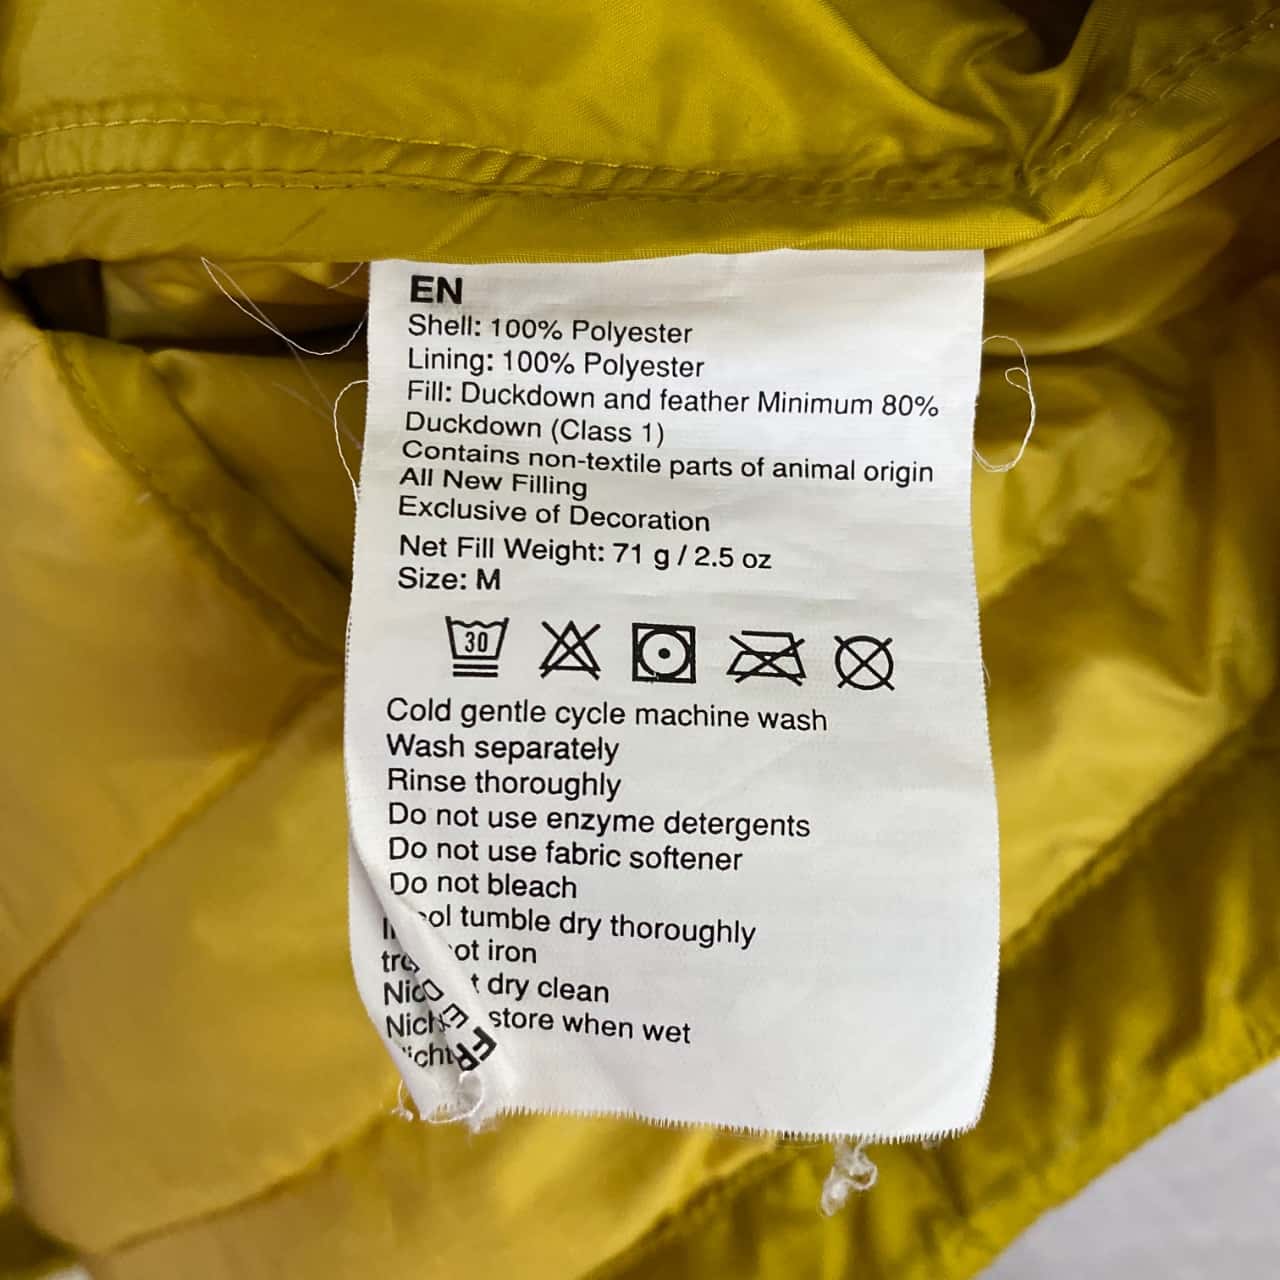 EN
Shell: 100% Polyester
Lining: 100% Polyester
Fill: Duckdown and feather Minimum 80%
Duckdown (Class 1)
Contains non-textile parts of animal origin
All New Filling
Exclusive of Decoration
Net Fill Weight: 71 g / 2.5 oz
Size: M
30
Cold gentle cycle machine wash
Wash separately
Rinse thoroughly
Do not use enzyme detergents
Do not use fabric softener
Do not bleach
tumble dry thoroughly
iron
dry clean
store when wet